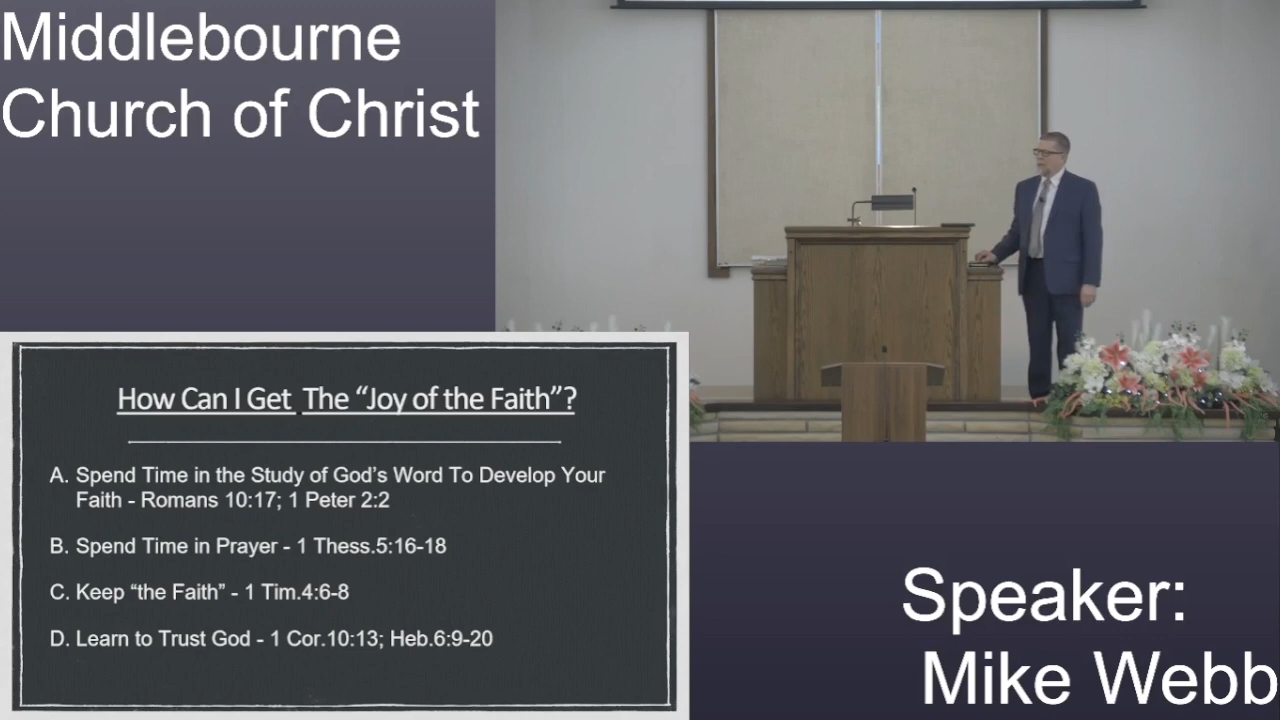 Middlebourne
Church of Christ
How Can I Get The “Joy of the Faith”?
A. Spend Time in the Study of God’s Word To Develop Your
Faith - Romans 10:17; 1 Peter 2:2
B. Spend Time in Prayer - 1 Thess.5:16-18
C. Keep “the Faith” - 1 Tim.4:6-8
D. Learn to Trust God - 1 Cor.10:13; Heb.6:9-20
Speaker:
Mike Webb